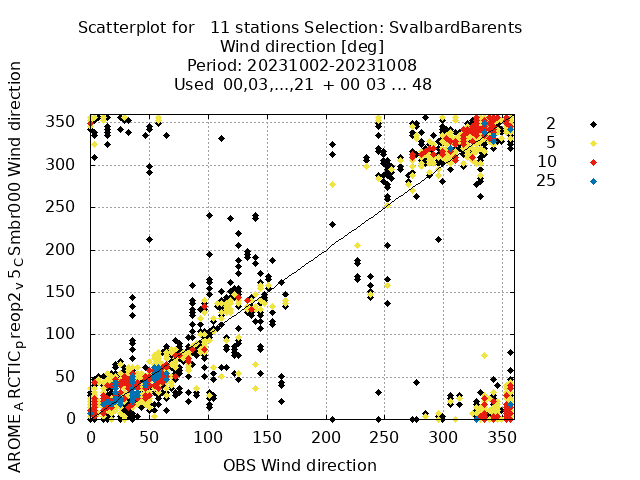 Scatterplot for   11 stations Selection: SvalbardBarents
Wind direction [deg]
Period: 20231002-20231008
Used  00,03,...,21  + 00 03 ... 48
AROME_ARCTIC_preop2_v5_CSmbr000 Wind direction
350
300
250
200
150
100
50
0
0 50 100 150 200 250 300 350
OBS Wind direction
2
5
10
25